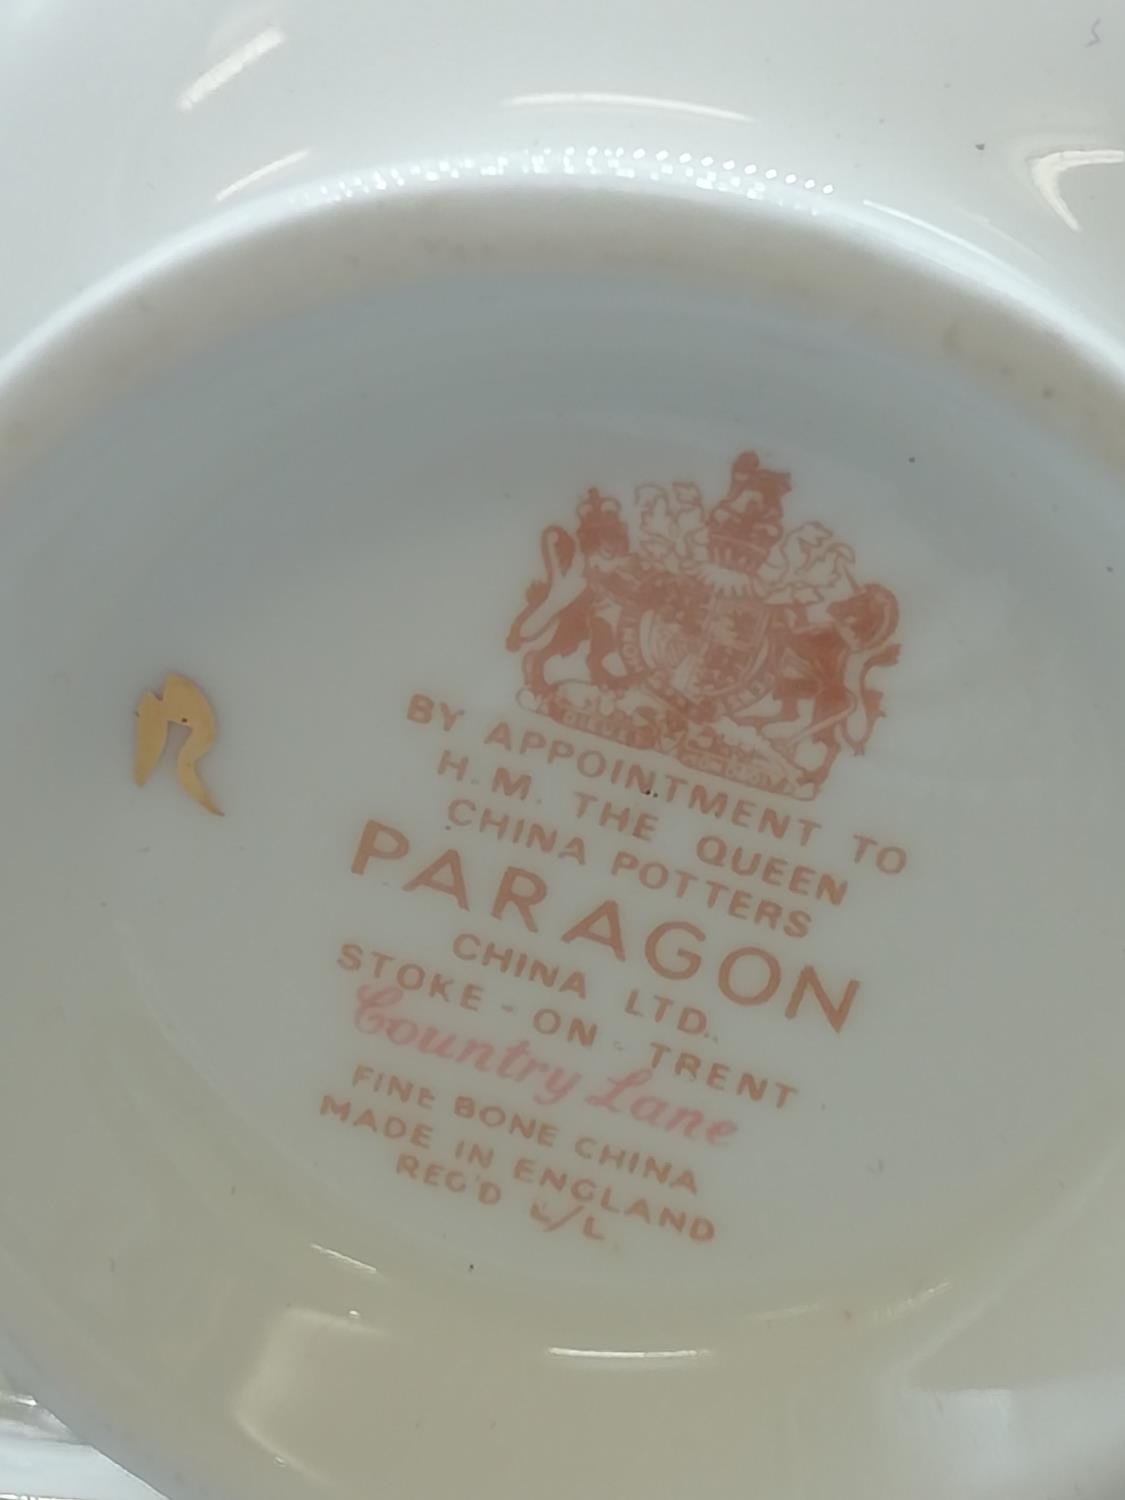 BY APPOINTMENT TO
H.M. THE QUEEN
CHINA POTTERS
PARAGON
CHINA LTD.
STOKE-ON-TRENT
Country Lane
FINE BONE CHINA
MADE IN ENGLAND
REG'D L/L
R